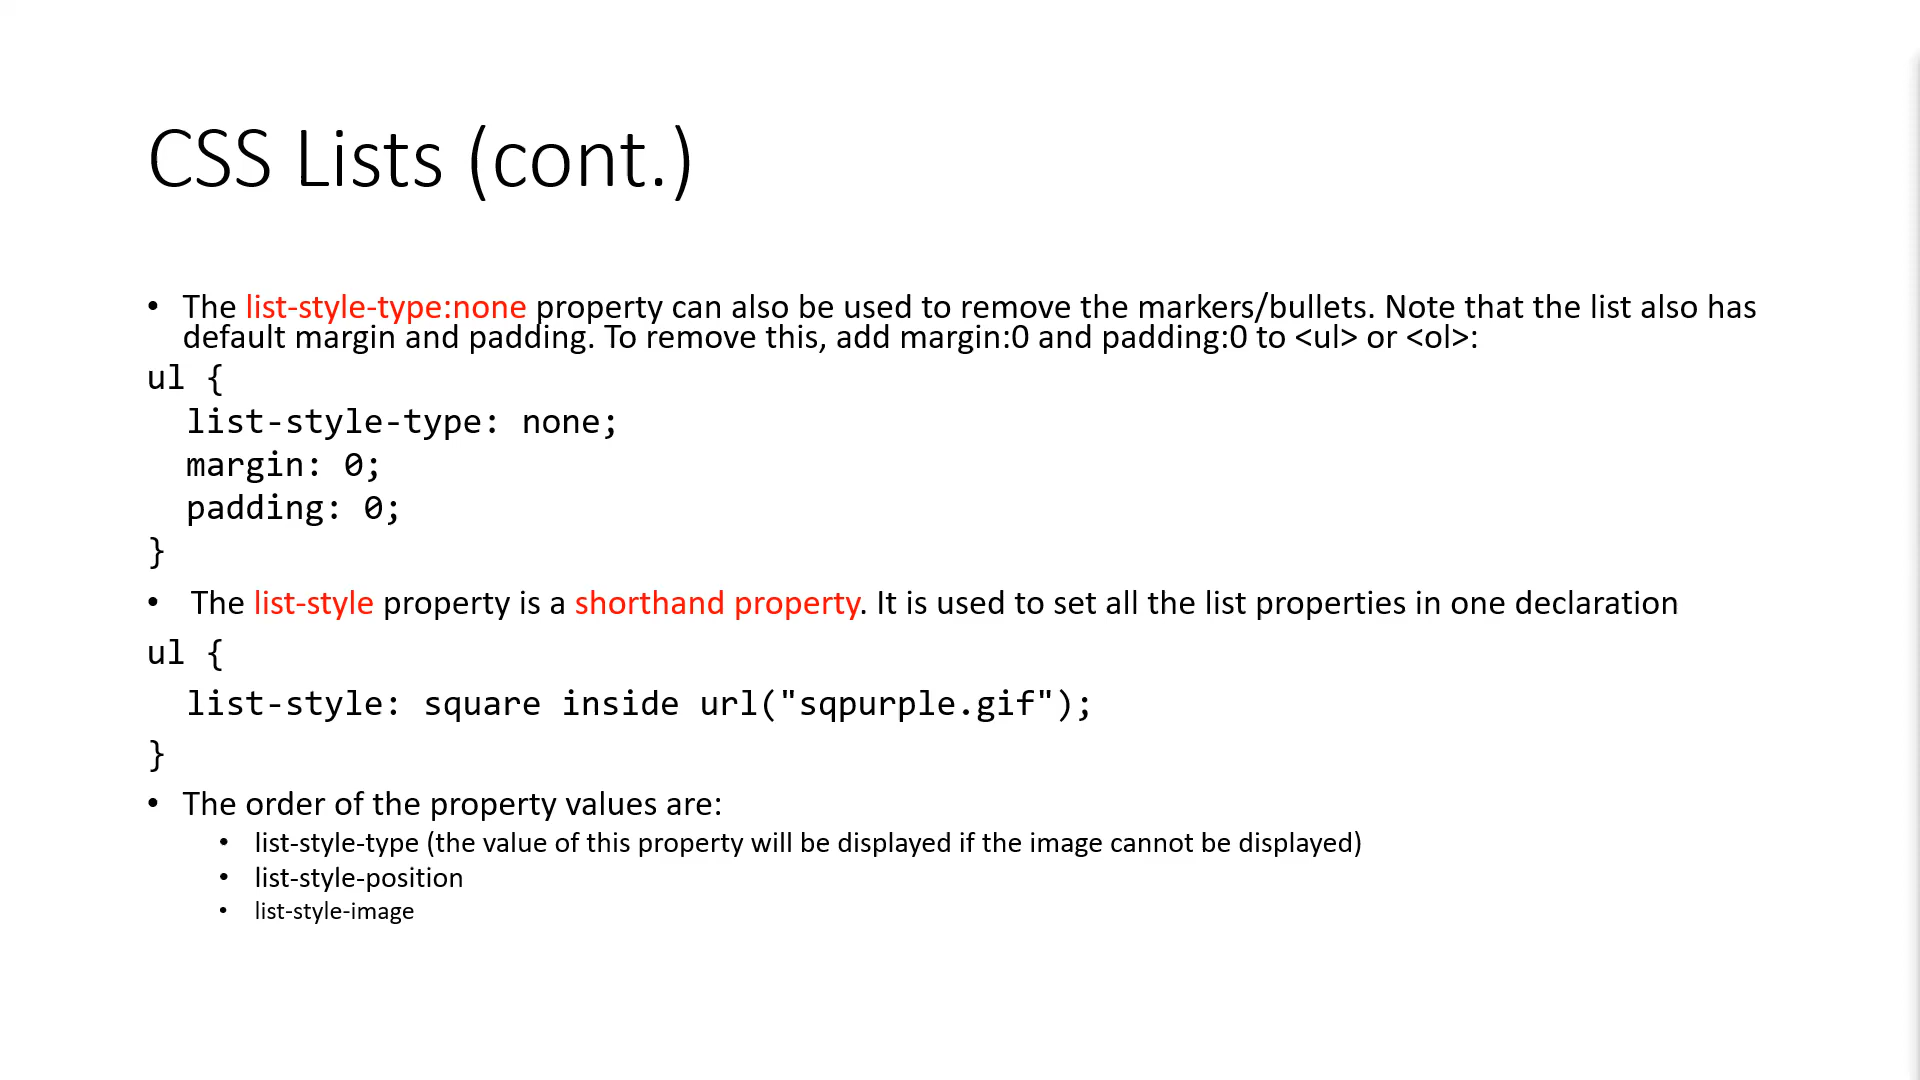 CSS Lists (cont.)
• The list-style-type:none property can also be used to remove the markers/bullets. Note that the list also has
default margin and padding. To remove this, add margin:0 and padding:0 to <ul> or <ol>:
ul {
  list-style-type: none;
  margin: 0;
  padding: 0;
}
• The list-style property is a shorthand property. It is used to set all the list properties in one declaration
ul {
  list-style: square inside url("sqpurple.gif");
}
• The order of the property values are:
• list-style-type (the value of this property will be displayed if the image cannot be displayed)
• list-style-position
• list-style-image